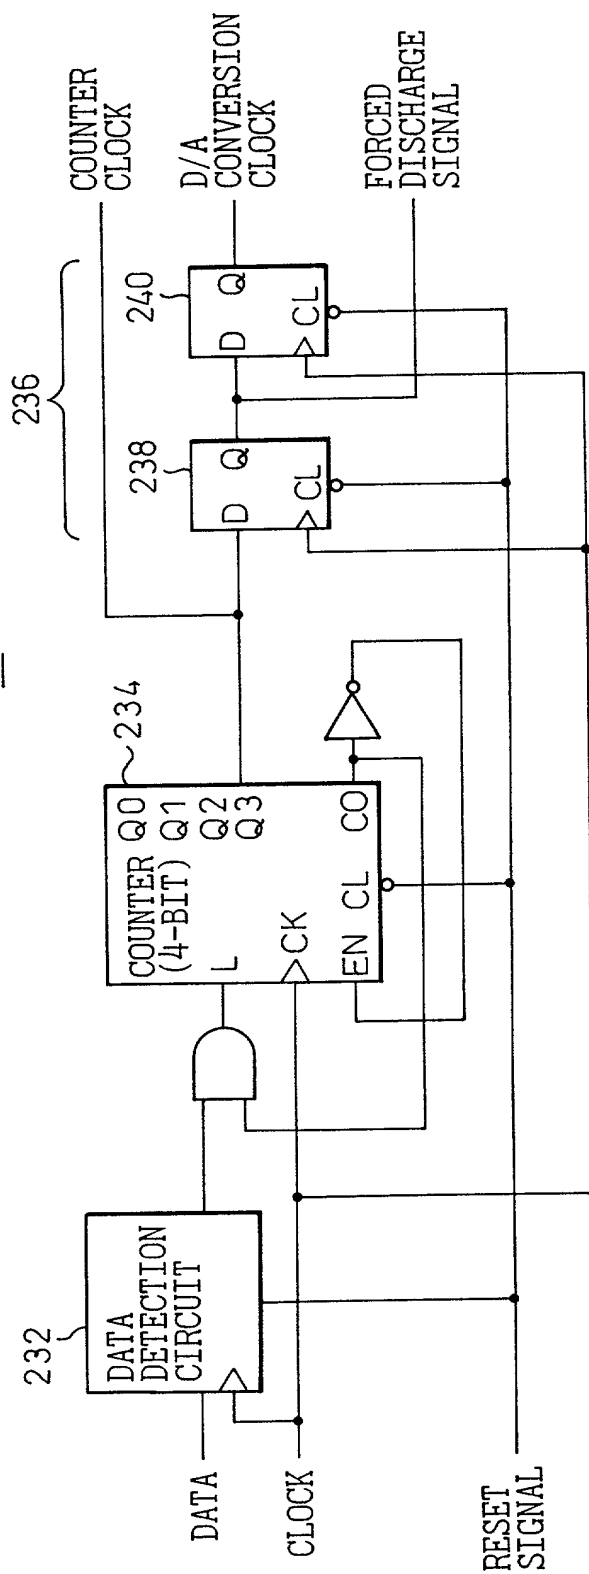 COUNTER
CLOCK
D/A
CONVERSION
CLOCK
FORCED
DISCHARGE
SIGNAL
236
240
D Q
CL
238
D Q
CL
234
COUNTER
(4-BIT)
Q0
Q1
Q2
Q3
L
CK
EN CL CO
232
DATA
DETECTION
CIRCUIT
DATA
CLOCK
RESET
SIGNAL